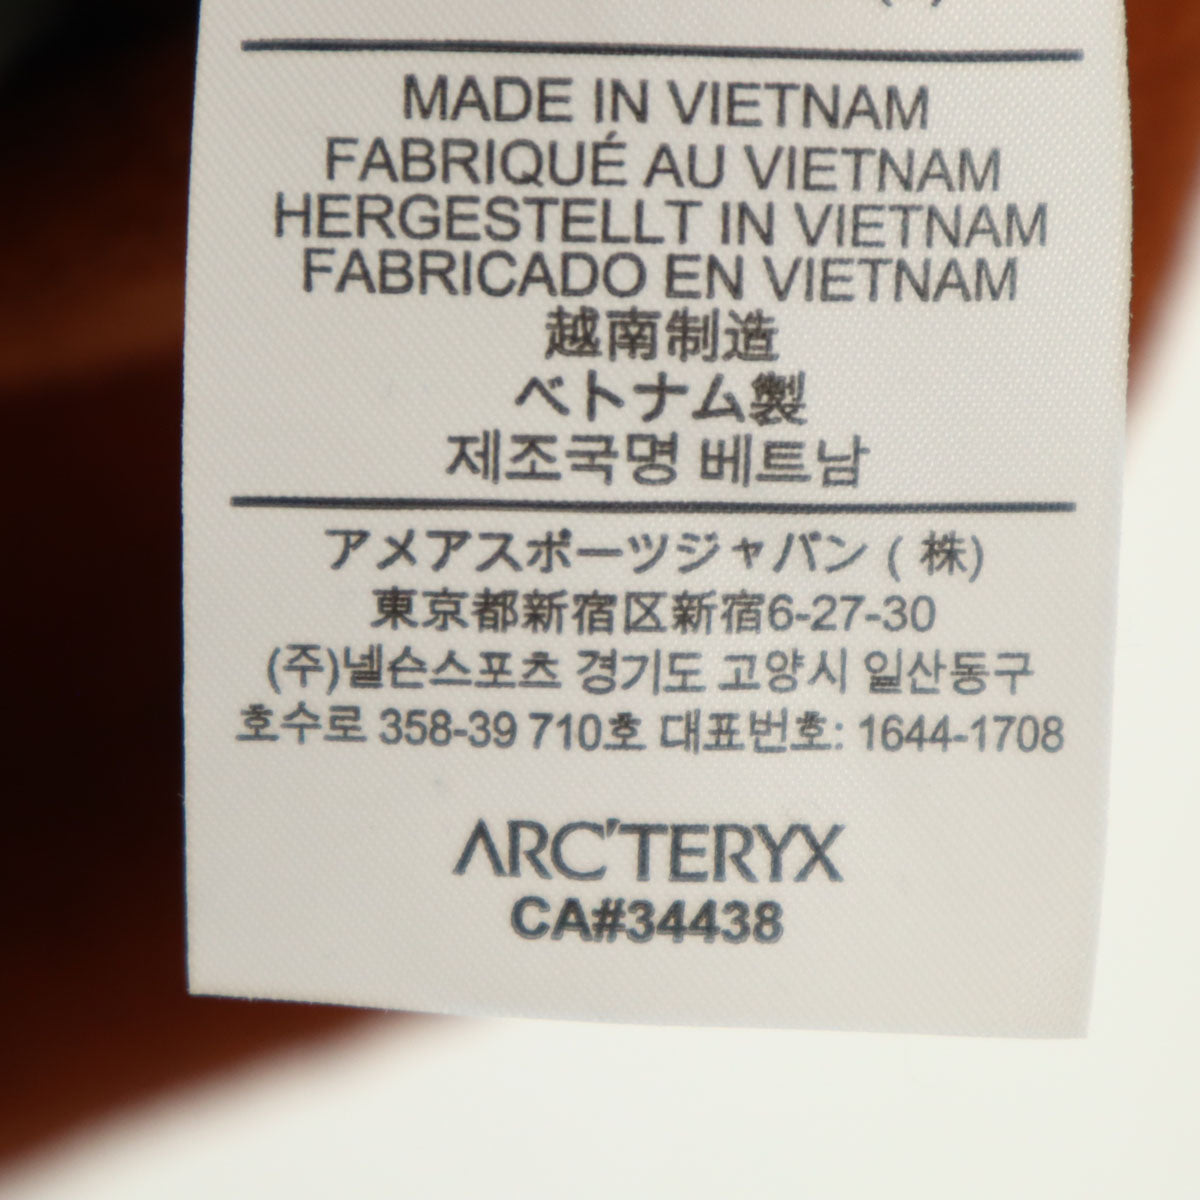 MADE IN VIETNAM
FABRIQUÉ AU VIETNAM
HERGESTELLT IN VIETNAM
FABRICADO EN VIETNAM
越南制造
ベトナム製
제조국명 베트남
アメアスポーツジャパン ( 株)
東京都新宿区新宿6-27-30
(주)넬슨스포츠 경기도 고양시 일산동구
호수로 358-39 710호 대표번호: 1644-1708
ARC'TERYX
CA#34438